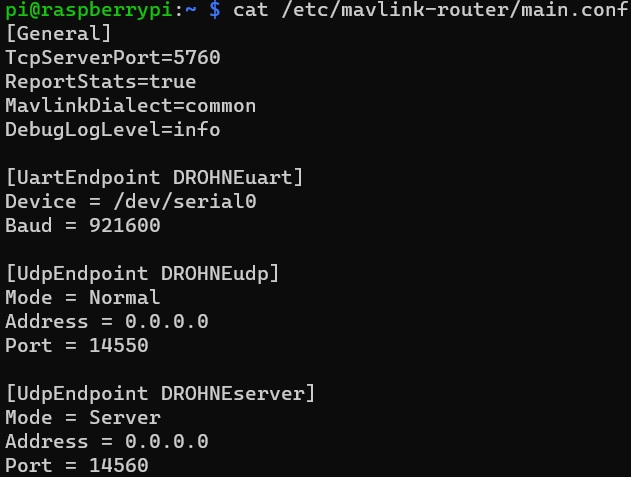 pi@raspberrypi:~ $ cat /etc/mavlink-router/main.conf
[General]
TcpServerPort=5760
ReportStats=true
MavlinkDialect=common
DebugLogLevel=info
[UartEndpoint DROHNEuart]
Device = /dev/serial0
Baud = 921600
[UdpEndpoint DROHNEudp]
Mode = Normal
Address = 0.0.0.0
Port = 14550
[UdpEndpoint DROHNEserver]
Mode = Server
Address = 0.0.0.0
Port = 14560